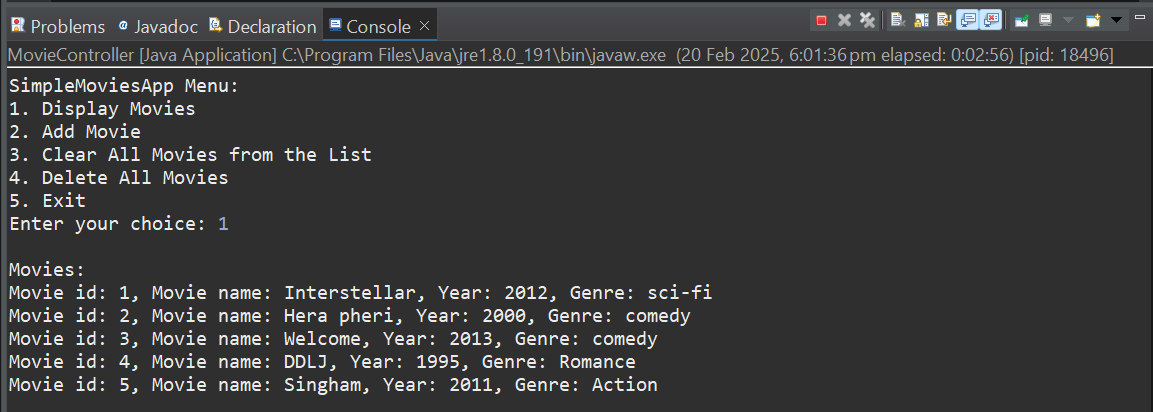 Problems @ Javadoc Declaration Console
MovieController [Java Application] C:\Program Files\Java\jre1.8.0_191\bin\javaw.exe (20 Feb 2025, 6:01:36 pm elapsed: 0:02:56) [pid: 18496]
SimpleMoviesApp Menu:
1. Display Movies
2. Add Movie
3. Clear All Movies from the List
4. Delete All Movies
5. Exit
Enter your choice: 1
Movies:
Movie id: 1, Movie name: Interstellar, Year: 2012, Genre: sci-fi
Movie id: 2, Movie name: Hera pheri, Year: 2000, Genre: comedy
Movie id: 3, Movie name: Welcome, Year: 2013, Genre: comedy
Movie id: 4, Movie name: DDLJ, Year: 1995, Genre: Romance
Movie id: 5, Movie name: Singham, Year: 2011, Genre: Action